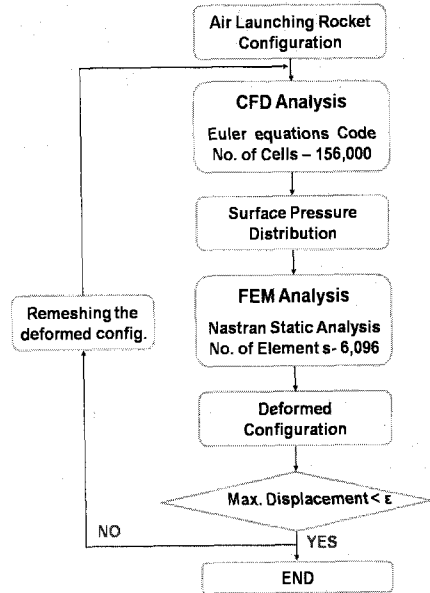 Air Launching Rocket
Configuration
CFD Analysis
Euler equations Code
No. of Cells – 156,000
Surface Pressure
Distribution
FEM Analysis
Nastran Static Analysis
No. of Element s- 6,096
Remeshing the
deformed config.
Deformed
Configuration
Max. Displacement < ε
NO
YES
END